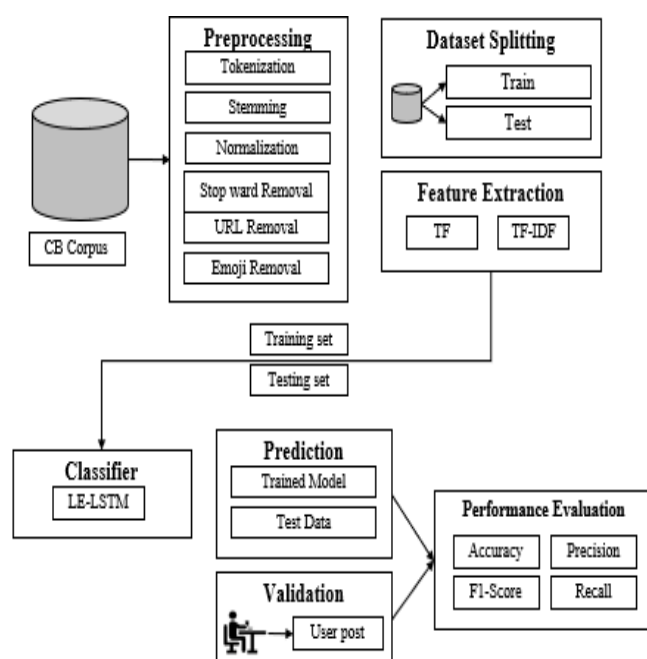 Preprocessing
Tokenization
Stemming
Normalization
Stop ward Removal
URL Removal
Emoji Removal
CB Corpus
Dataset Splitting
Train
Test
Feature Extraction
TF
TF-IDF
Training set
Testing set
Classifier
LE-LSTM
Prediction
Trained Model
Test Data
Validation
User post
Performance Evaluation
Accuracy
Precision
F1-Score
Recall